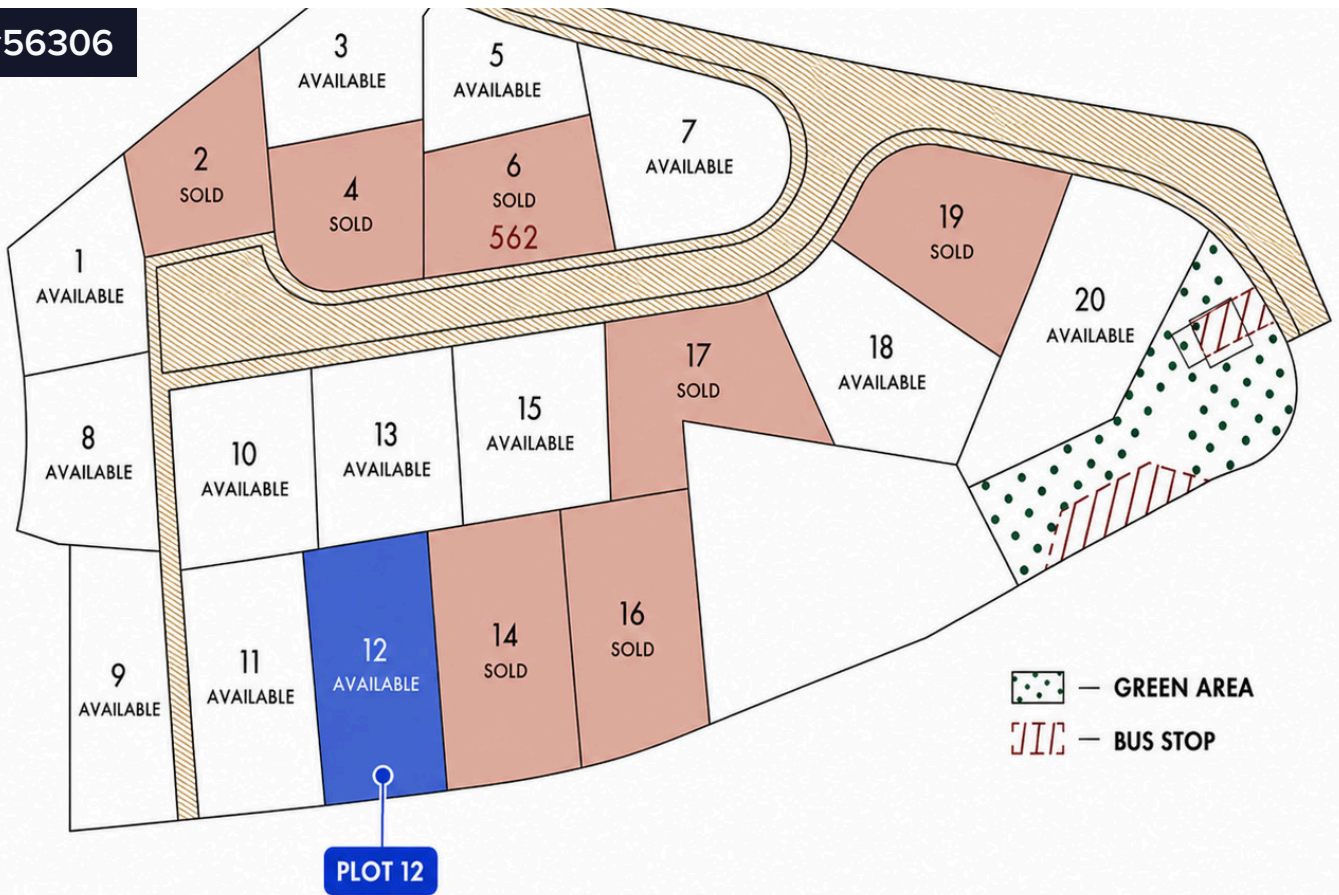 56306
3
AVAILABLE
5
AVAILABLE
7
AVAILABLE
2
SOLD
4
SOLD
6
SOLD
562
19
SOLD
1
AVAILABLE
20
AVAILABLE
17
SOLD
18
AVAILABLE
8
AVAILABLE
10
AVAILABLE
13
AVAILABLE
15
AVAILABLE
9
AVAILABLE
11
AVAILABLE
12
AVAILABLE
14
SOLD
16
SOLD
— GREEN AREA
— BUS STOP
PLOT 12